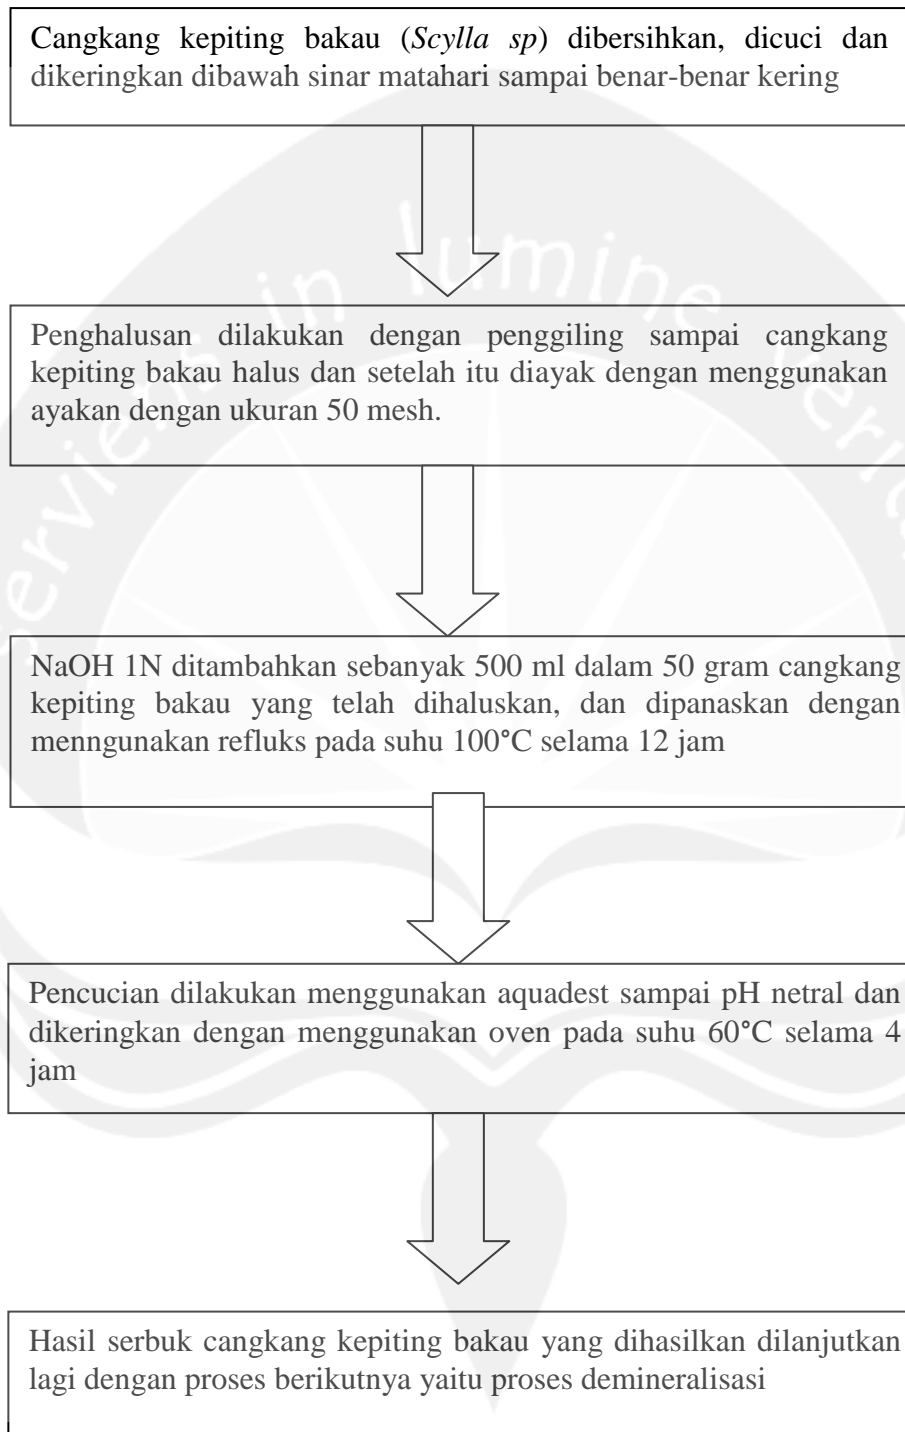 Cangkang kepiting bakau (Scylla sp) dibersihkan, dicuci dan
dikeringkan dibawah sinar matahari sampai benar-benar kering
Penghalusan dilakukan dengan penggiling sampai cangkang
kepiting bakau halus dan setelah itu diayak dengan menggunakan
ayakan dengan ukuran 50 mesh.
NaOH 1N ditambahkan sebanyak 500 ml dalam 50 gram cangkang
kepiting bakau yang telah dihaluskan, dan dipanaskan dengan
menngunakan refluks pada suhu 100°C selama 12 jam
Pencucian dilakukan menggunakan aquadest sampai pH netral dan
dikeringkan dengan menggunakan oven pada suhu 60°C selama 4
jam
Hasil serbuk cangkang kepiting bakau yang dihasilkan dilanjutkan
lagi dengan proses berikutnya yaitu proses demineralisasi
serviens in lumine